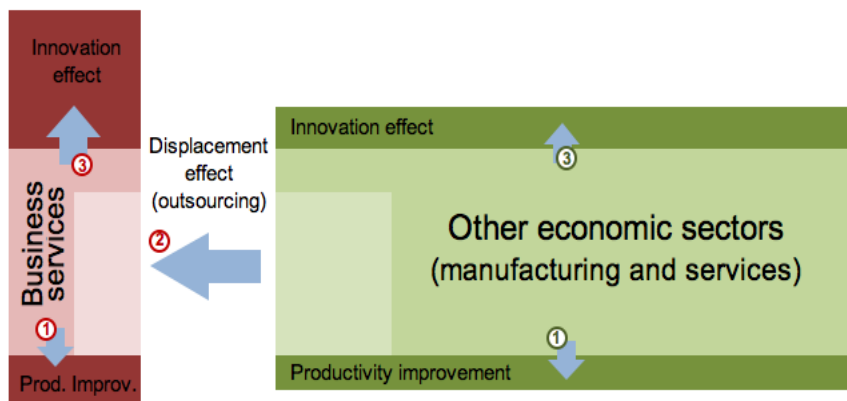 Innovation
effect
3
Business
services
1
Prod. Improv.
Displacement
effect
(outsourcing)
2
Innovation effect
3
Other economic sectors
(manufacturing and services)
1
Productivity improvement